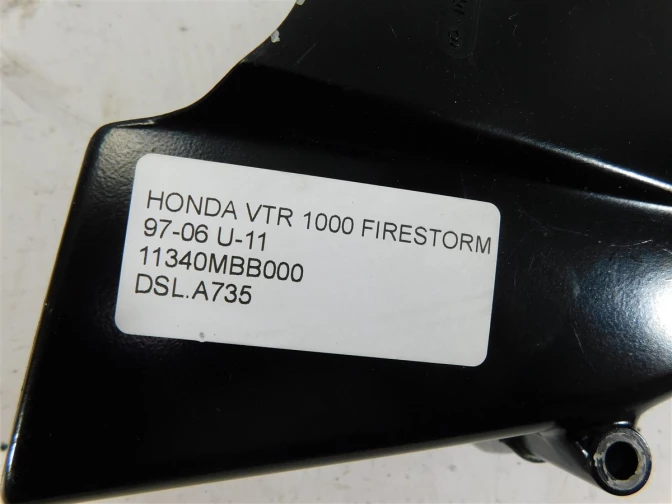 HONDA VTR 1000 FIRESTORM
97-06 U-11
11340MBB000
DSL.A735